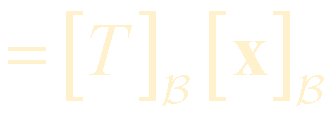 = [T]_ℬ [𝐱]_ℬ